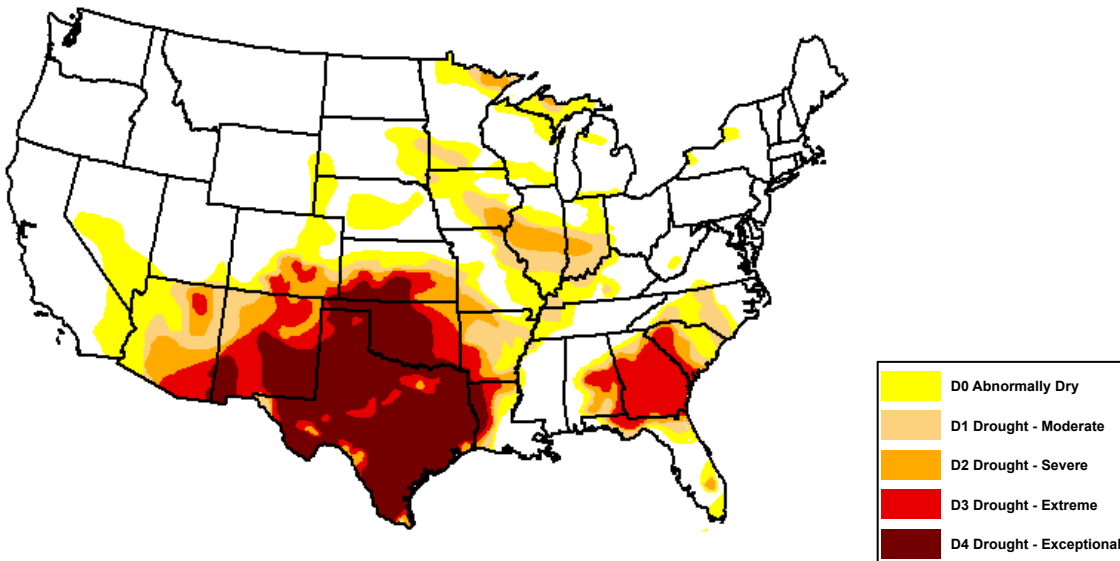 D0 Abnormally Dry
D1 Drought - Moderate
D2 Drought - Severe
D3 Drought - Extreme
D4 Drought - Exceptional